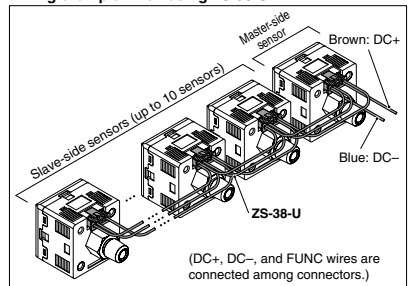 Master-side
sensor
Brown: DC+
Slave-side sensors (up to 10 sensors)
Blue: DC–
ZS-38-U
(DC+, DC–, and FUNC wires are
connected among connectors.)